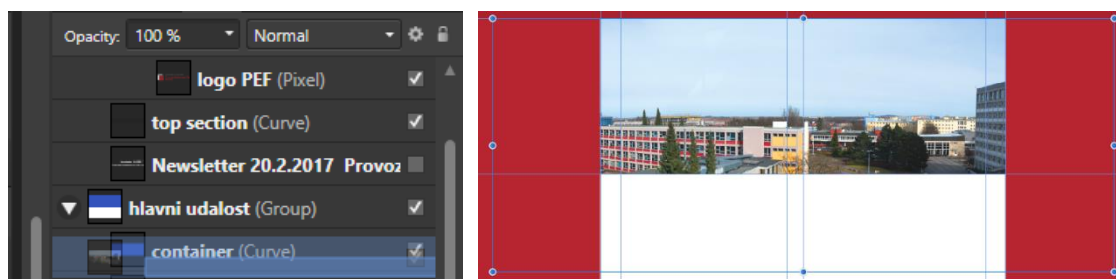 Opacity: 100 % Normal
logo PEF (Pixel)
top section (Curve)
Newsletter 20.2.2017 Provoz
hlavni udalost (Group)
container (Curve)